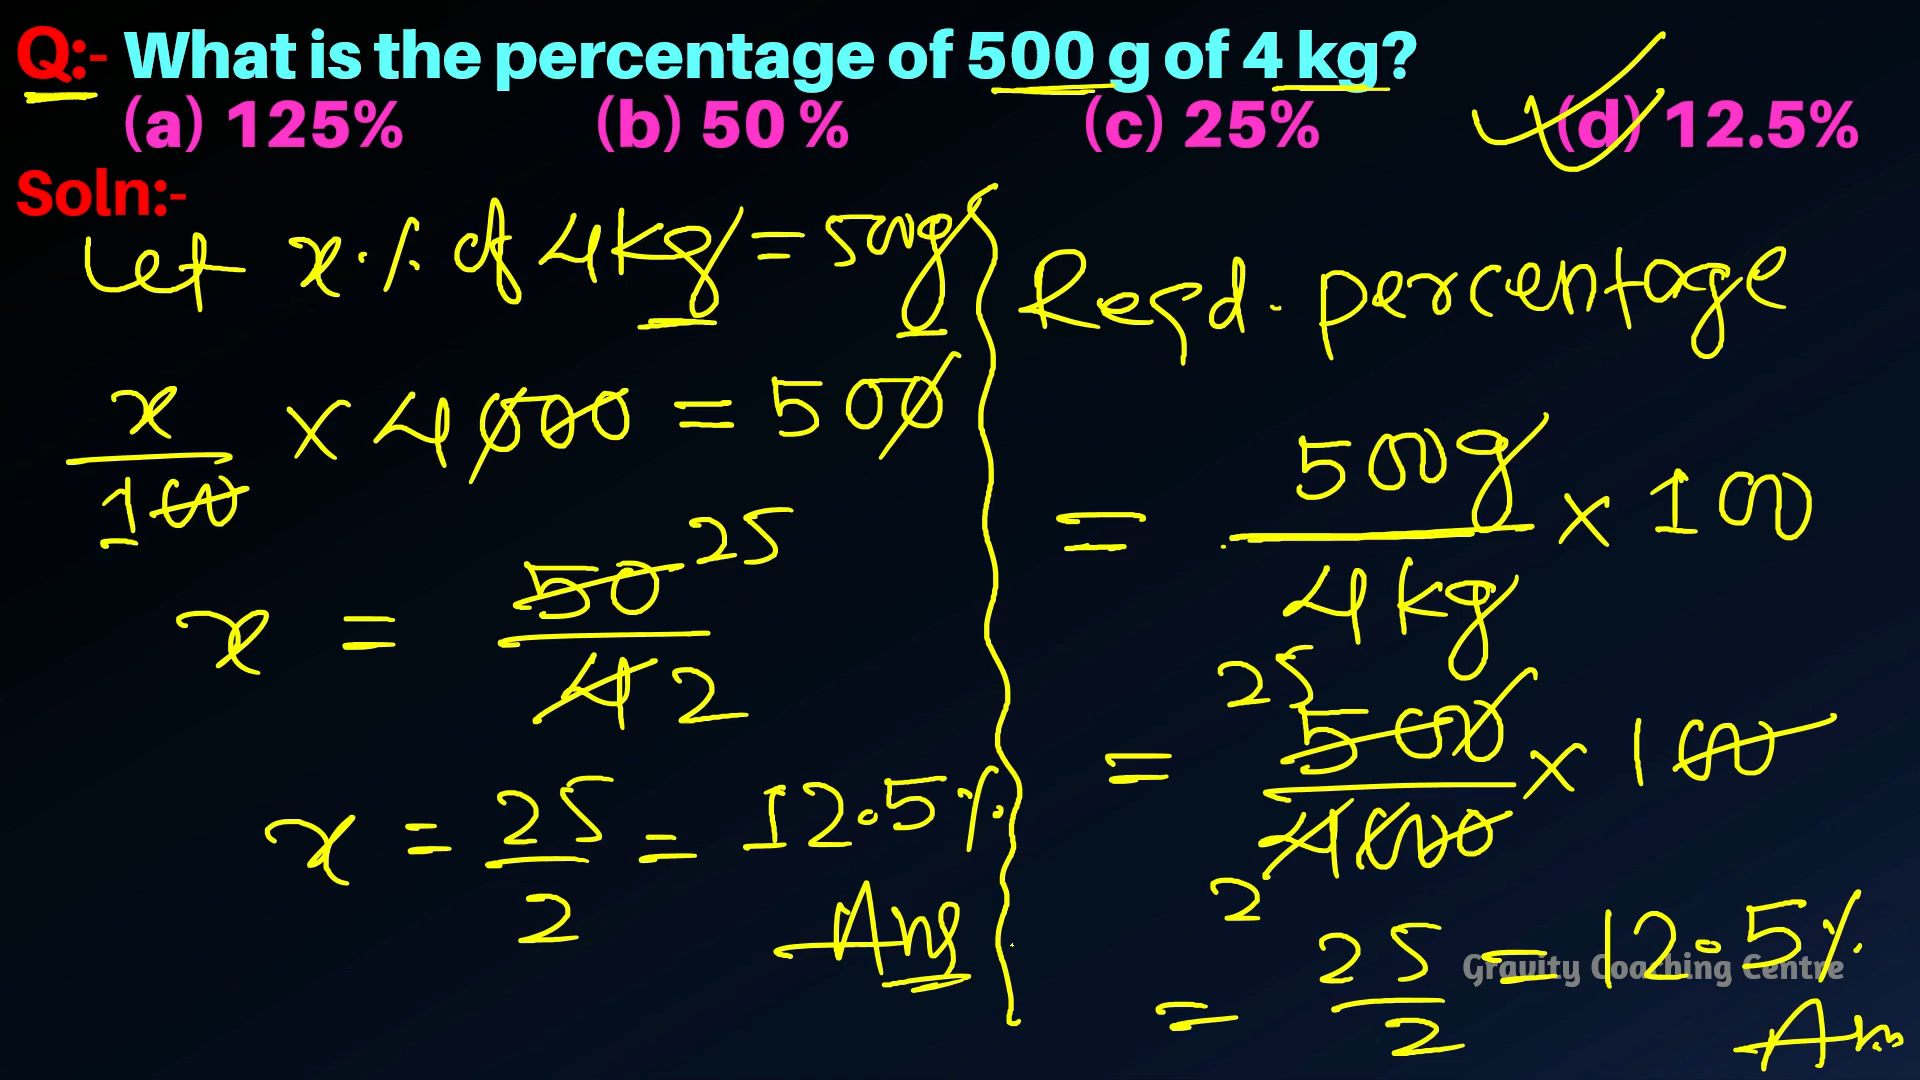 Q:- What is the percentage of 500 g of 4 kg?
(a) 125% (b) 50% (c) 25% (d) 12.5%
Soln:-
Let x% of 4kg = 500g
x/100 × 4000 = 500
x = 50/4 25 2
x = 25/2 = 12.5%
Ans
Reqd. percentage
= 500g/4kg × 100
= 500/4000 × 100 25 2
= 25/2 = 12.5%
Ans
Gravity Coaching Centre